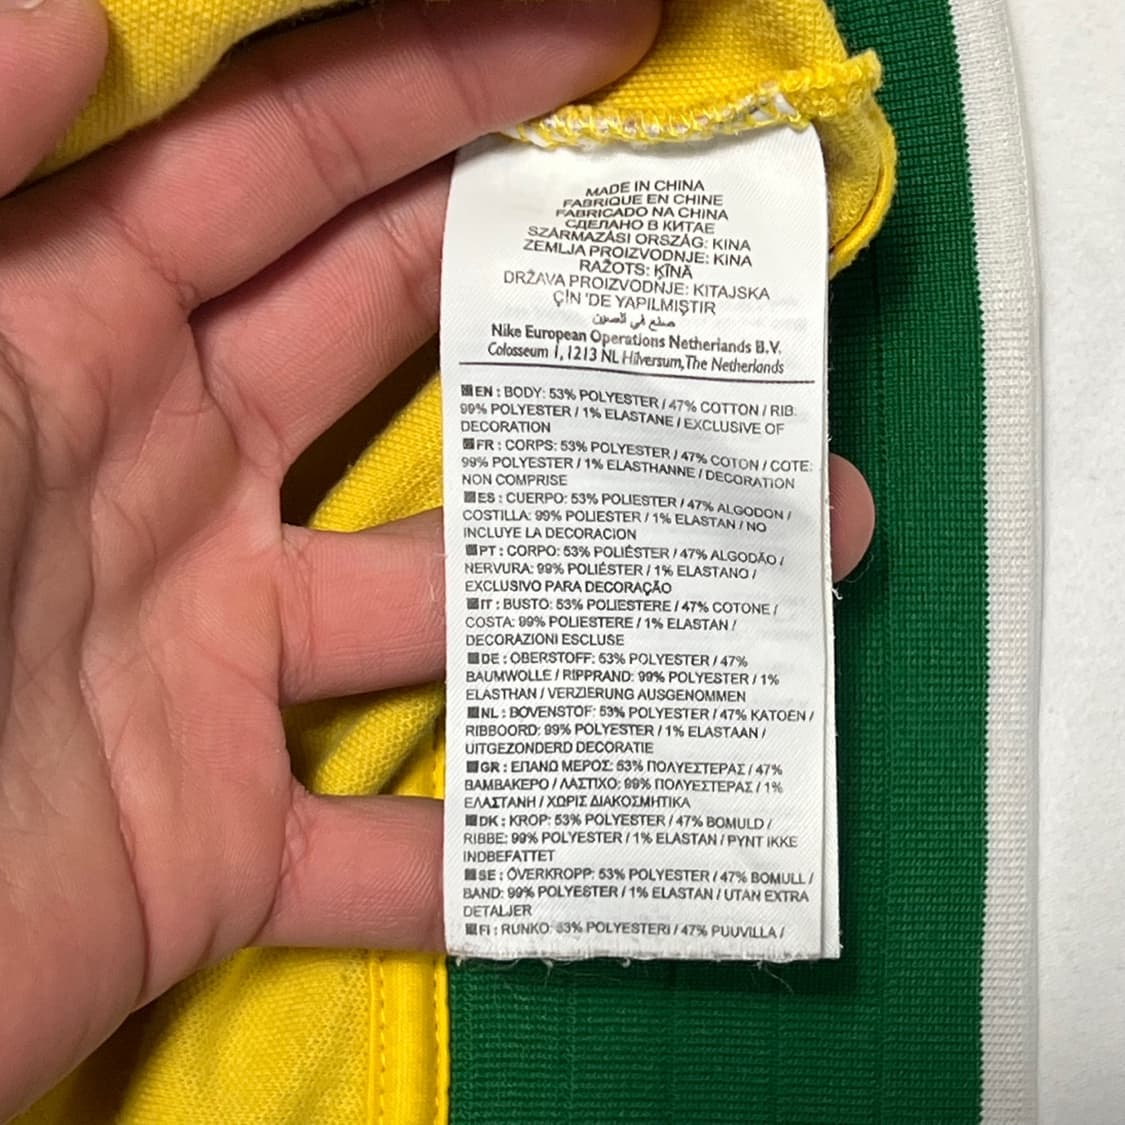 MADE IN CHINA
FABRIQUE EN CHINE
FABRICADO NA CHINA
СДЕЛАНО В КИТАЕ
SZÁRMAZÁSI ORSZÁG: KINA
ZEMLJA PROIZVODNJE: KINA
RAŽOTS: ĶĪNĀ
DRŽAVA PROIZVODNJE: KITAJSKA
ÇİN 'DE YAPILMIŞTIR
صنع في الصين
Nike European Operations Netherlands B.V.
Colosseum 1, 1213 NL Hilversum, The Netherlands
EN : BODY: 53% POLYESTER / 47% COTTON / RIB:
99% POLYESTER / 1% ELASTANE / EXCLUSIVE OF
DECORATION
FR : CORPS: 53% POLYESTER / 47% COTON / COTE:
99% POLYESTER / 1% ELASTHANNE / DECORATION
NON COMPRISE
ES : CUERPO: 53% POLIESTER / 47% ALGODON /
COSTILLA: 99% POLIESTER / 1% ELASTAN / NO
INCLUYE LA DECORACION
PT : CORPO: 53% POLIÉSTER / 47% ALGODÃO /
NERVURA: 99% POLIÉSTER / 1% ELASTANO /
EXCLUSIVO PARA DECORAÇÃO
IT : BUSTO: 53% POLIESTERE / 47% COTONE /
COSTA: 99% POLIESTERE / 1% ELASTAN /
DECORAZIONI ESCLUSE
DE : OBERSTOFF: 53% POLYESTER / 47%
BAUMWOLLE / RIPPRAND: 99% POLYESTER / 1%
ELASTHAN / VERZIERUNG AUSGENOMMEN
NL : BOVENSTOF: 53% POLYESTER / 47% KATOEN /
RIBBOORD: 99% POLYESTER / 1% ELASTAAN /
UITGEZONDERD DECORATIE
GR : ΕΠΑΝΩ ΜΕΡΟΣ: 53% ΠΟΛΥΕΣΤΕΡΑΣ / 47%
ΒΑΜΒΑΚΕΡΟ / ΛΑΣΤΙΧΟ: 99% ΠΟΛΥΕΣΤΕΡΑΣ / 1%
ΕΛΑΣΤΑΝΗ / ΧΩΡΙΣ ΔΙΑΚΟΣΜΗΤΙΚΑ
DK : KROP: 53% POLYESTER / 47% BOMULD /
RIBBE: 99% POLYESTER / 1% ELASTAN / PYNT IKKE
INDBEFATTET
SE : ÖVERKROPP: 53% POLYESTER / 47% BOMULL /
BAND: 99% POLYESTER / 1% ELASTAN / UTAN EXTRA
DETALJER
FI : RUNKO: 53% POLYESTERI / 47% PUUVILLA /